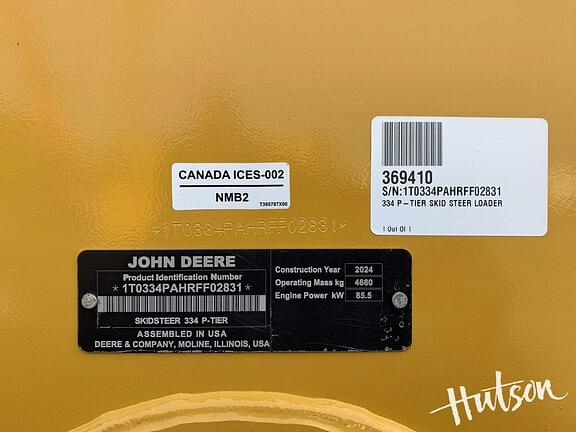 CANADA ICES-002
NMB2
T395787X00
369410
S/N:1T0334PAHRFF02831
334 P-TIER SKID STEER LOADER
1 Out Of 1
*1T0334PAHRFF02831*
JOHN DEERE
Product Identification Number
*1T0334PAHRFF02831*
SKIDSTEER 334 P-TIER
ASSEMBLED IN USA
DEERE & COMPANY, MOLINE, ILLINOIS, USA
Construction Year 2024
Operating Mass kg 4660
Engine Power kW 85.5
Hutson